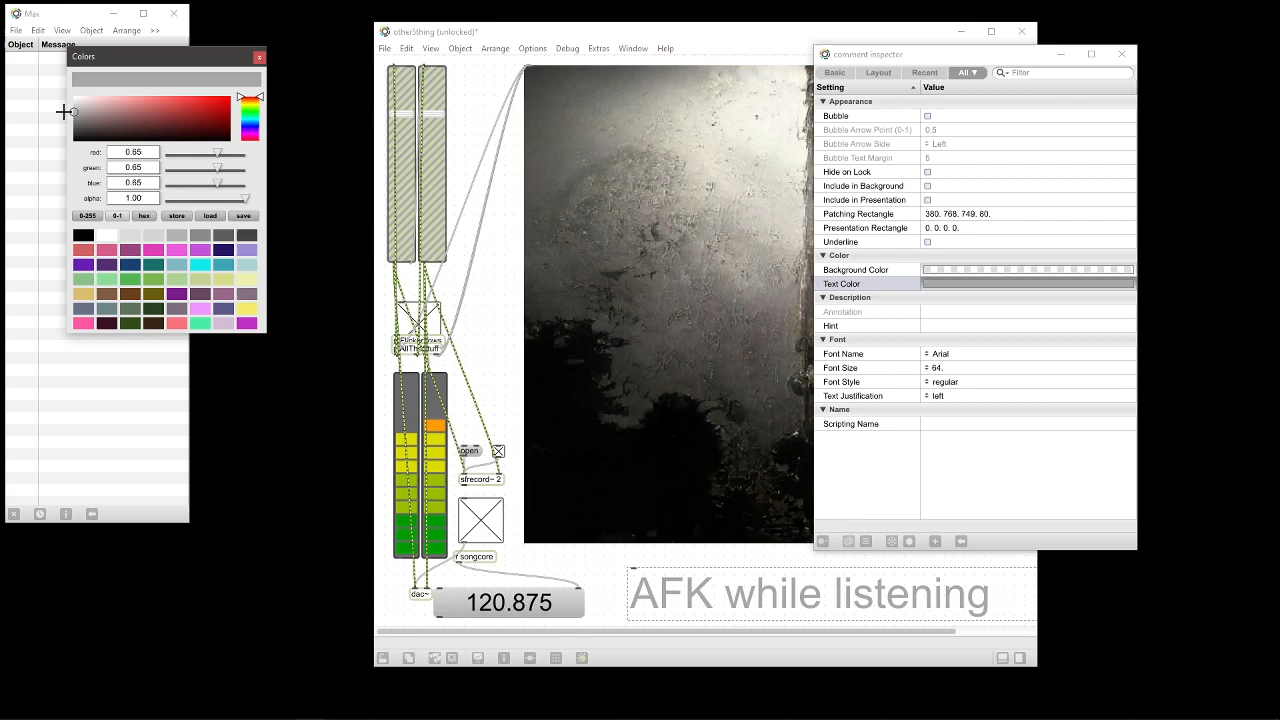 Max
File Edit View Object Arrange >>
Object Message
Colors
red: 0.65
green: 0.65
blue: 0.65
alpha: 1.00
0-255 0-1 hex store load save
otherSthing (unlocked)*
File Edit View Object Arrange Options Debug Extras Window Help
open
sfrecord~ 2
r songcore
dac~
120.875
AFK while listening
comment inspector
Basic Layout Recent All ▼ Filter
Setting Value
Appearance
Bubble
Bubble Arrow Point (0-1) 0.5
Bubble Arrow Side Left
Bubble Text Margin 5
Hide on Lock
Include in Background
Include in Presentation
Patching Rectangle 380. 768. 749. 80.
Presentation Rectangle 0. 0. 0. 0.
Underline
Color
Background Color
Text Color
Description
Annotation
Hint
Font
Font Name Arial
Font Size 64.
Font Style regular
Text Justification left
Name
Scripting Name